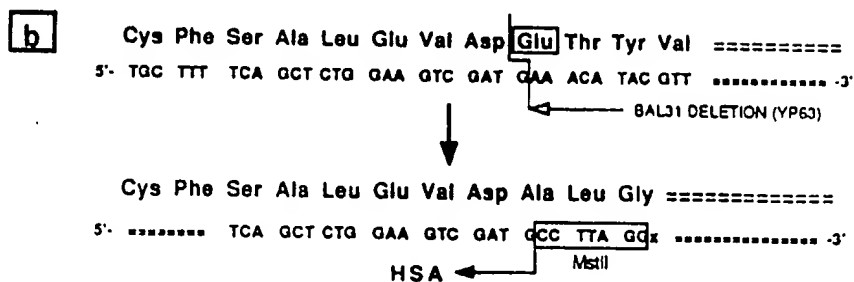 b
Cys Phe Ser Ala Leu Glu Val Asp Glu Thr Tyr Val ==========
5'- TGC TTT TCA GCT CTG GAA GTC GAT GAA ACA TAC GTT ---------------- -3'
BAL31 DELETION (YP63)
Cys Phe Ser Ala Leu Glu Val Asp Ala Leu Gly =============
5'- --------- TCA GCT CTG GAA GTC GAT GCC TTA GGx ---------------- -3'
MstII
HSA